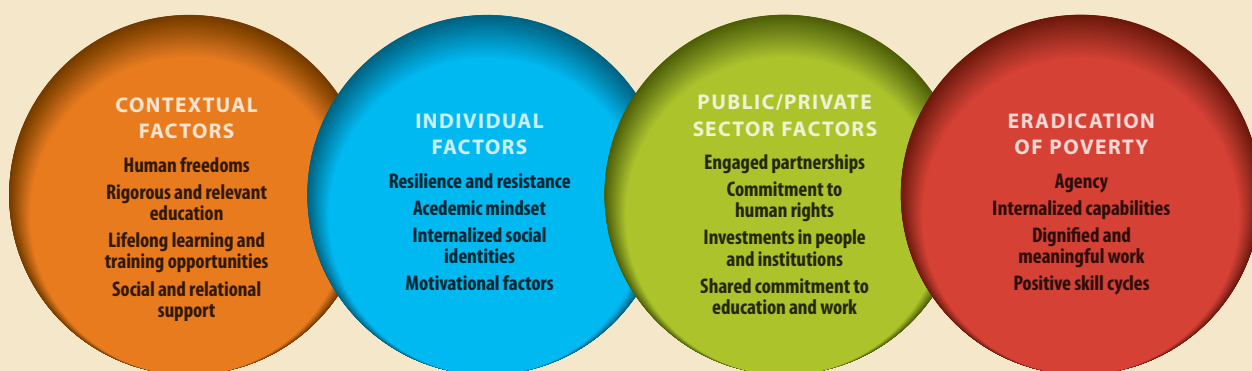 CONTEXTUAL
FACTORS
Human freedoms
Rigorous and relevant
education
Lifelong learning and
training opportunities
Social and relational
support
INDIVIDUAL
FACTORS
Resilience and resistance
Acedemic mindset
Internalized social
identities
Motivational factors
PUBLIC/PRIVATE
SECTOR FACTORS
Engaged partnerships
Commitment to
human rights
Investments in people
and institutions
Shared commitment to
education and work
ERADICATION
OF POVERTY
Agency
Internalized capabilities
Dignified and
meaningful work
Positive skill cycles